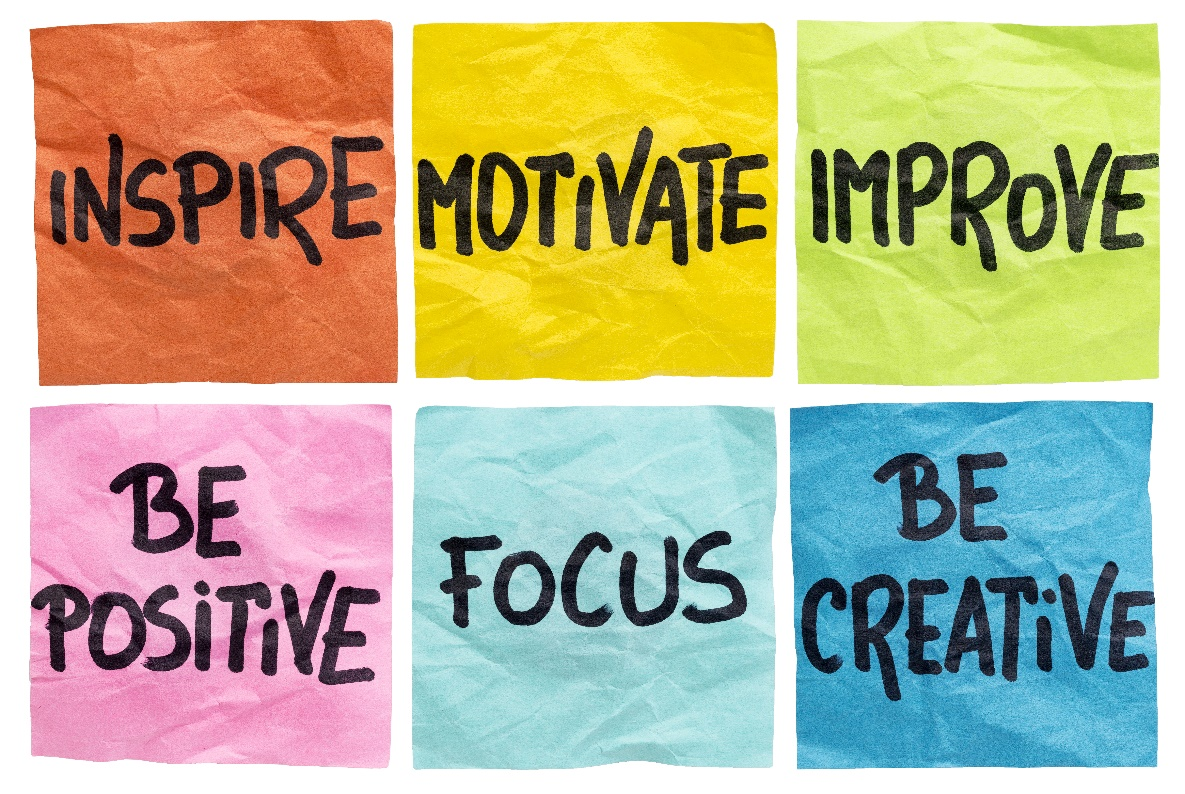 INSPIRE
MOTIVATE
IMPROVE
BE
POSITIVE
FOCUS
BE
CREATIVE